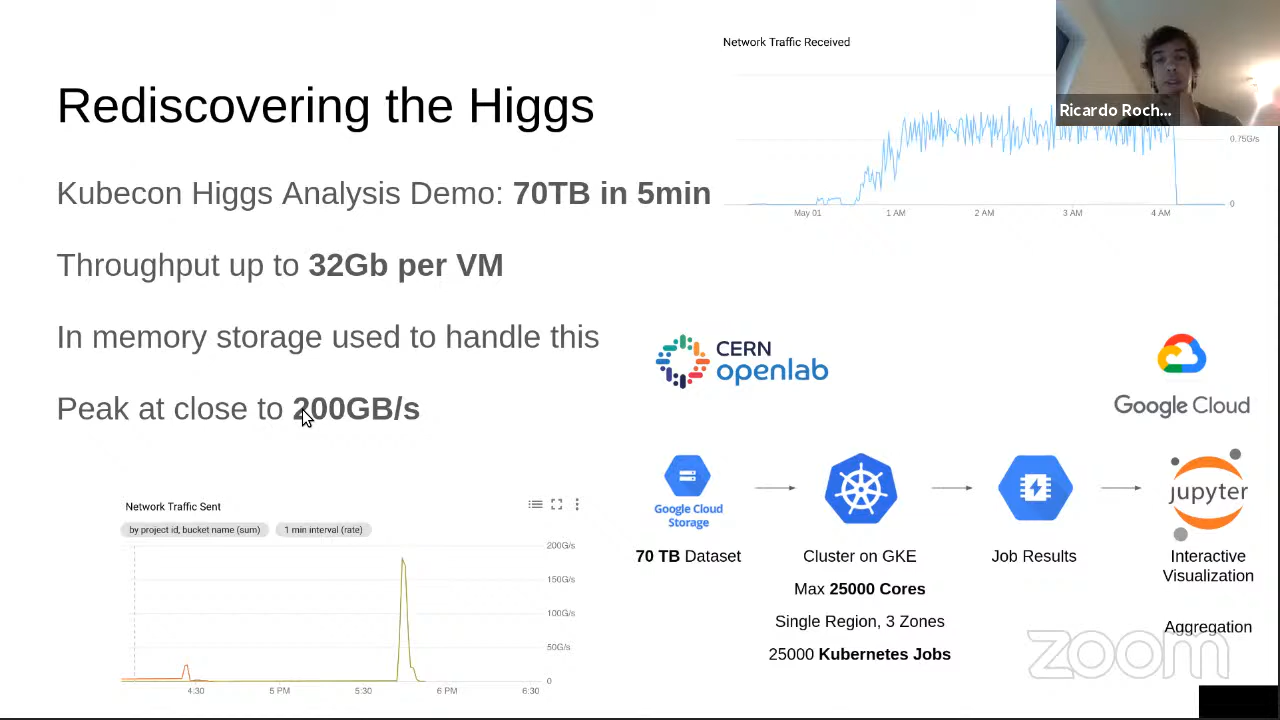 Network Traffic Received
Ricardo Roch...
Rediscovering the Higgs
0.75G/s
Kubecon Higgs Analysis Demo: 70TB in 5min
0
May 01
1 AM
2 AM
3 AM
4 AM
Throughput up to 32Gb per VM
In memory storage used to handle this
Peak at close to 200GB/s
CERN
openlab
Google Cloud
Google Cloud
Storage
jupyter
70 TB Dataset
Cluster on GKE
Job Results
Interactive
Visualization
Max 25000 Cores
Single Region, 3 Zones
Aggregation
25000 Kubernetes Jobs
zoom
Network Traffic Sent
by project id, bucket name (sum)
1 min interval (rate)
200G/s
150G/s
100G/s
50G/s
0
4:30
5 PM
5:30
6 PM
6:30